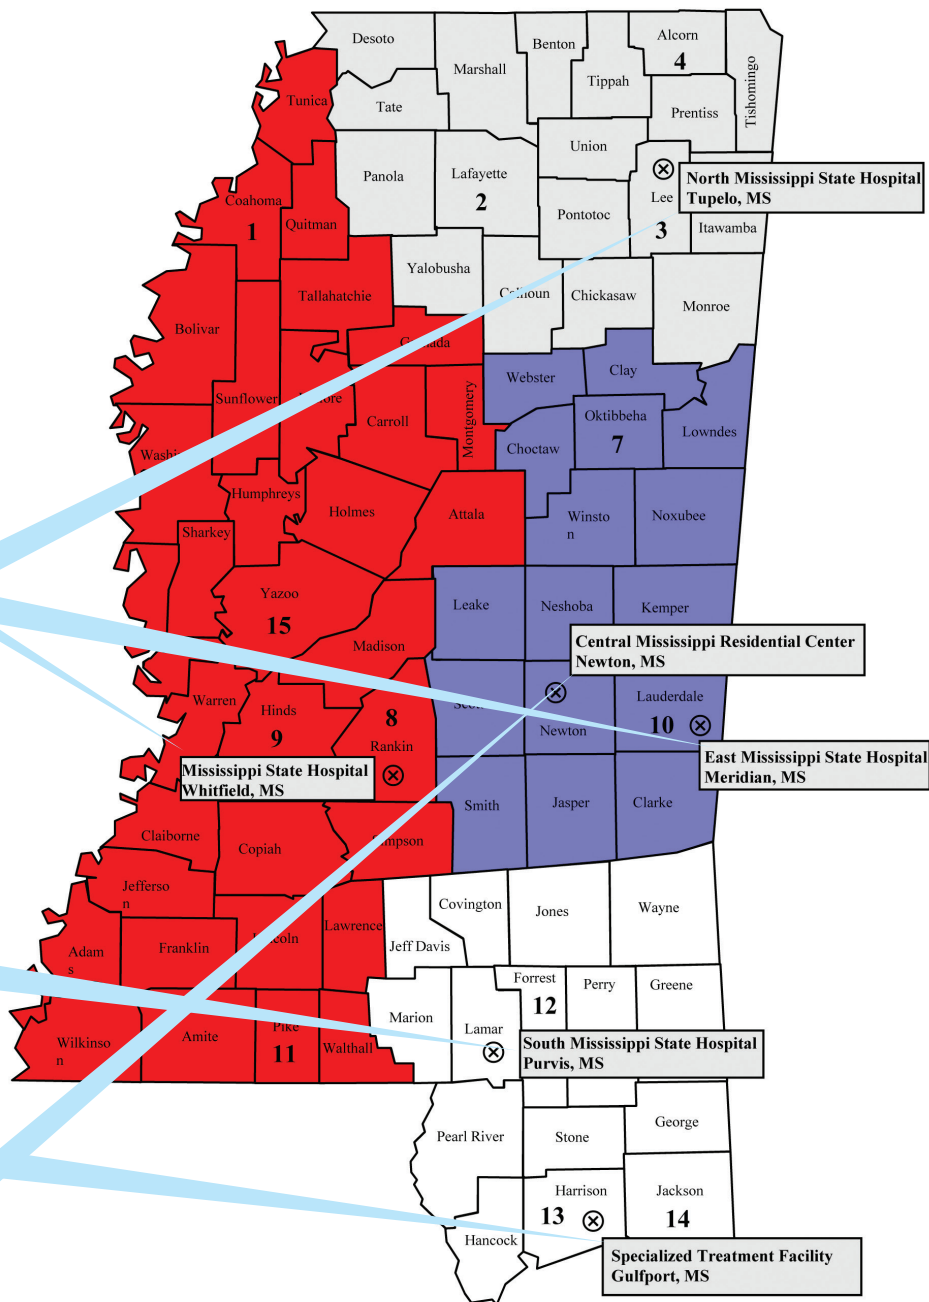 Desoto
Marshall
Benton
Tippah
Alcorn
4
Tishomingo
Tunica
Tate
Prentiss
Union
Panola
Lafayette
2
Pontotoc
Lee
3
North Mississippi State Hospital
Tupelo, MS
Itawamba
Coahoma
1
Quitman
Yalobusha
Calhoun
Chickasaw
Monroe
Tallahatchie
Bolivar
Grenada
Webster
Clay
Sunflower
Carroll
Montgomery
Oktibbeha
7
Lowndes
Choctaw
Washi
Humphreys
Holmes
Attala
Winsto
n
Noxubee
Sharkey
Yazoo
15
Leake
Neshoba
Kemper
Madison
Central Mississippi Residential Center
Newton, MS
Warren
Hinds
9
8
Rankin
Scott
Newton
Lauderdale
10
East Mississippi State Hospital
Meridian, MS
Mississippi State Hospital
Whitfield, MS
Claiborne
Copiah
Simpson
Smith
Jasper
Clarke
Jefferso
n
Covington
Jones
Wayne
Adam
s
Franklin
Lincoln
Lawrence
Jeff Davis
Forrest
12
Perry
Greene
Wilkinso
n
Amite
Pike
11
Walthall
Marion
Lamar
South Mississippi State Hospital
Purvis, MS
Pearl River
Stone
George
Harrison
13
Jackson
14
Hancock
Specialized Treatment Facility
Gulfport, MS